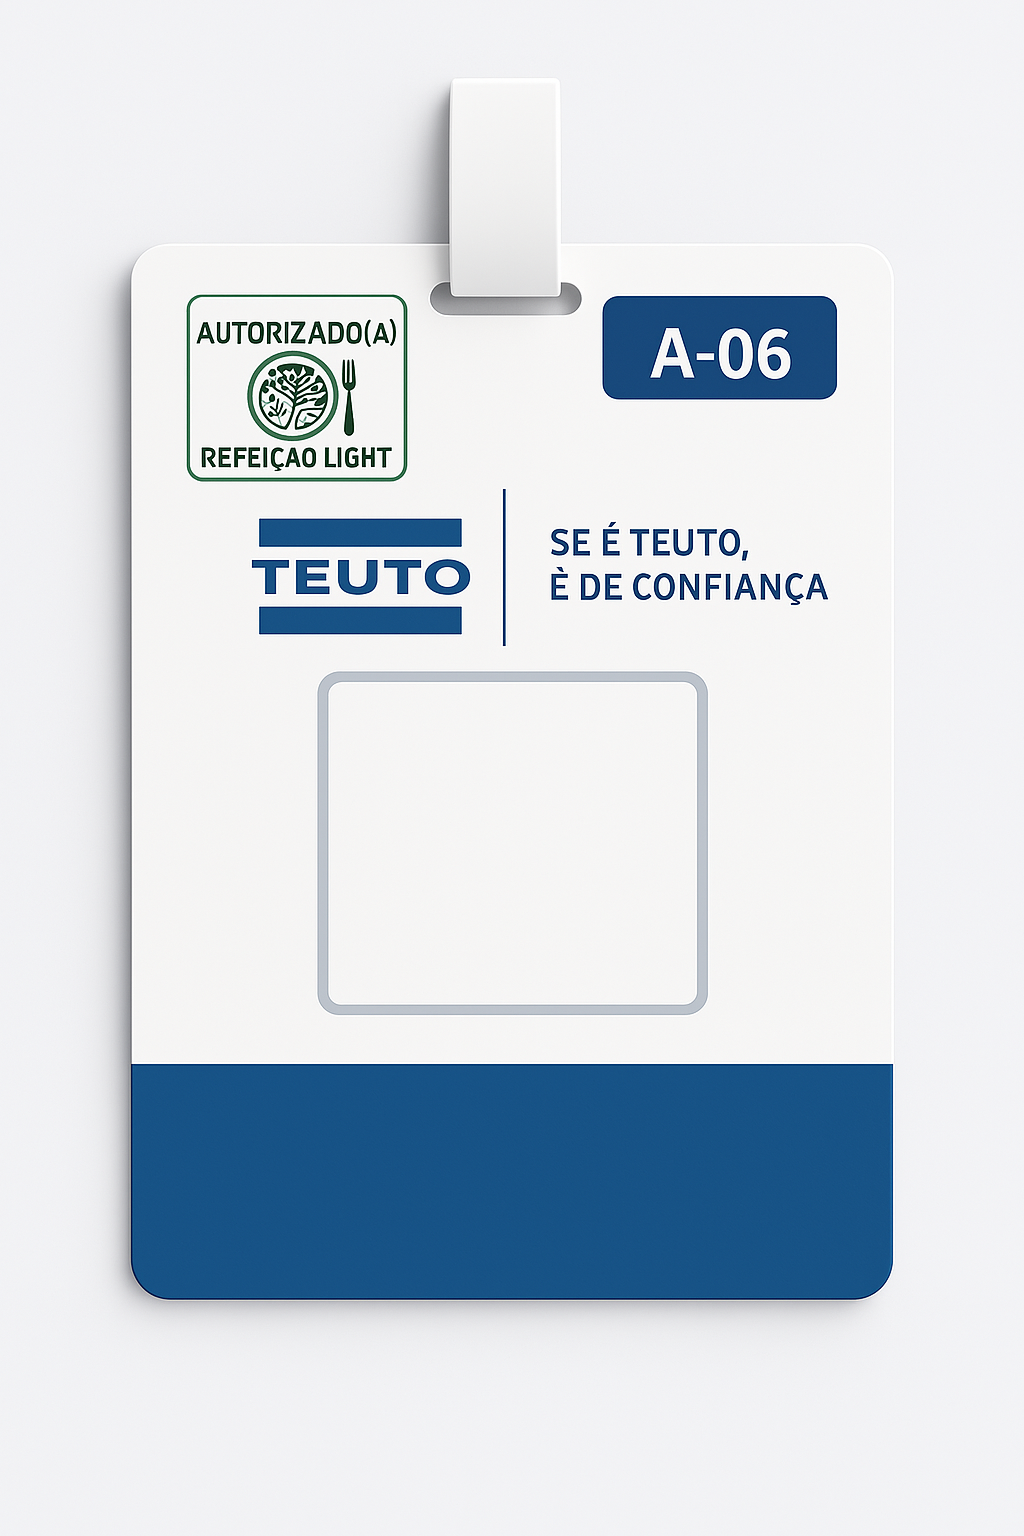 AUTORIZADO(A)
REFEIÇAO LIGHT
A-06
TEUTO
SE É TEUTO,
È DE CONFIANÇA